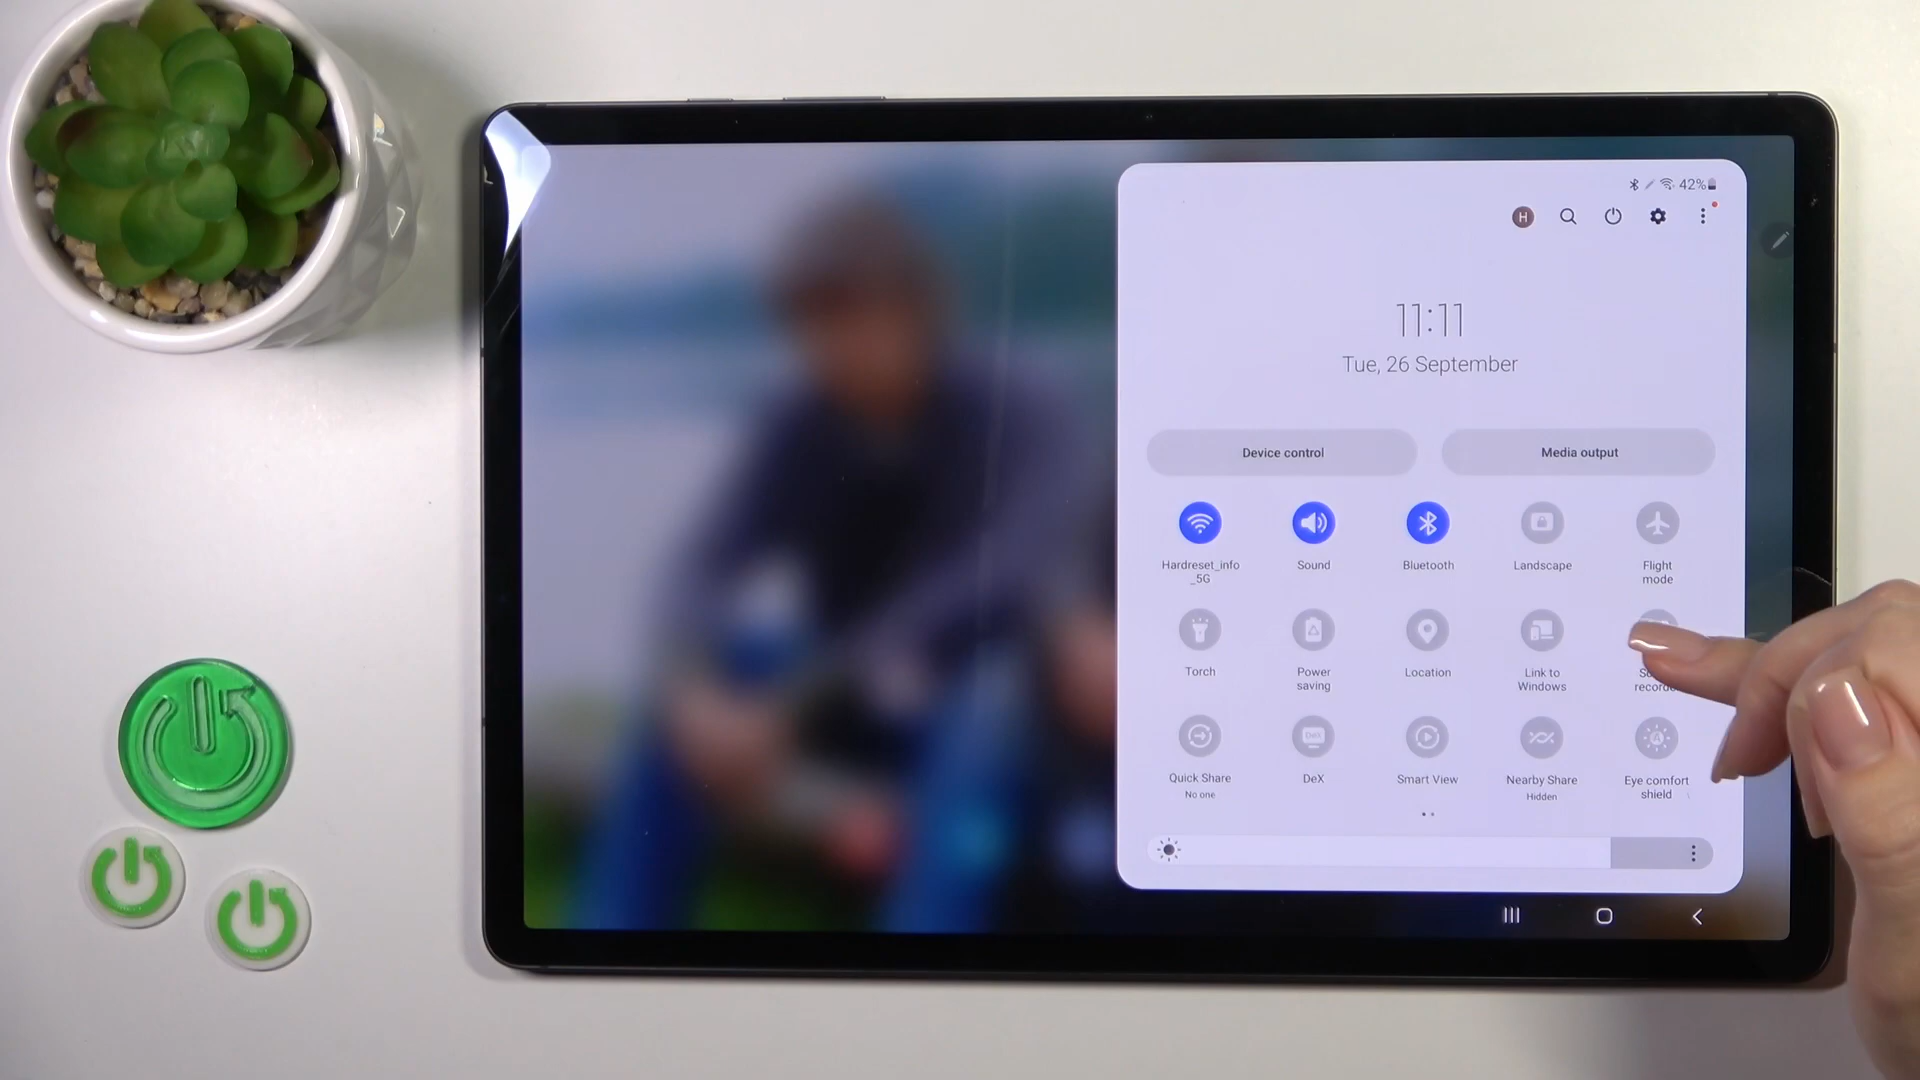 42%
H
11:11
Tue, 26 September
Device control
Media output
Hardreset_info
_5G
Sound
Bluetooth
Landscape
Flight
mode
Torch
Power
saving
Location
Link to
Windows
Quick Share
No one
DeX
DeX
Smart View
Nearby Share
Hidden
Eye comfort
shield